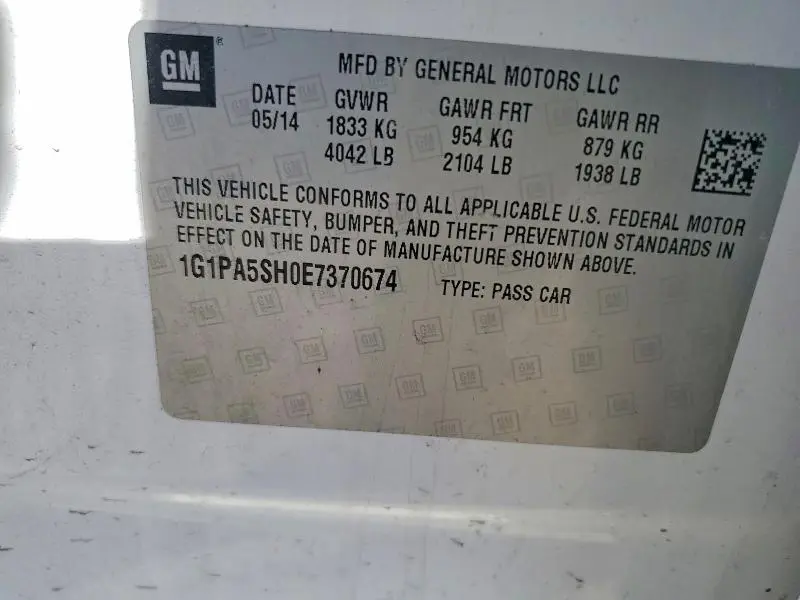 GM
MFD BY GENERAL MOTORS LLC
DATE GVWR GAWR FRT GAWR RR
05/14 1833 KG 954 KG 879 KG
4042 LB 2104 LB 1938 LB
THIS VEHICLE CONFORMS TO ALL APPLICABLE U.S. FEDERAL MOTOR
VEHICLE SAFETY, BUMPER, AND THEFT PREVENTION STANDARDS IN
EFFECT ON THE DATE OF MANUFACTURE SHOWN ABOVE.
1G1PA5SH0E7370674 TYPE: PASS CAR